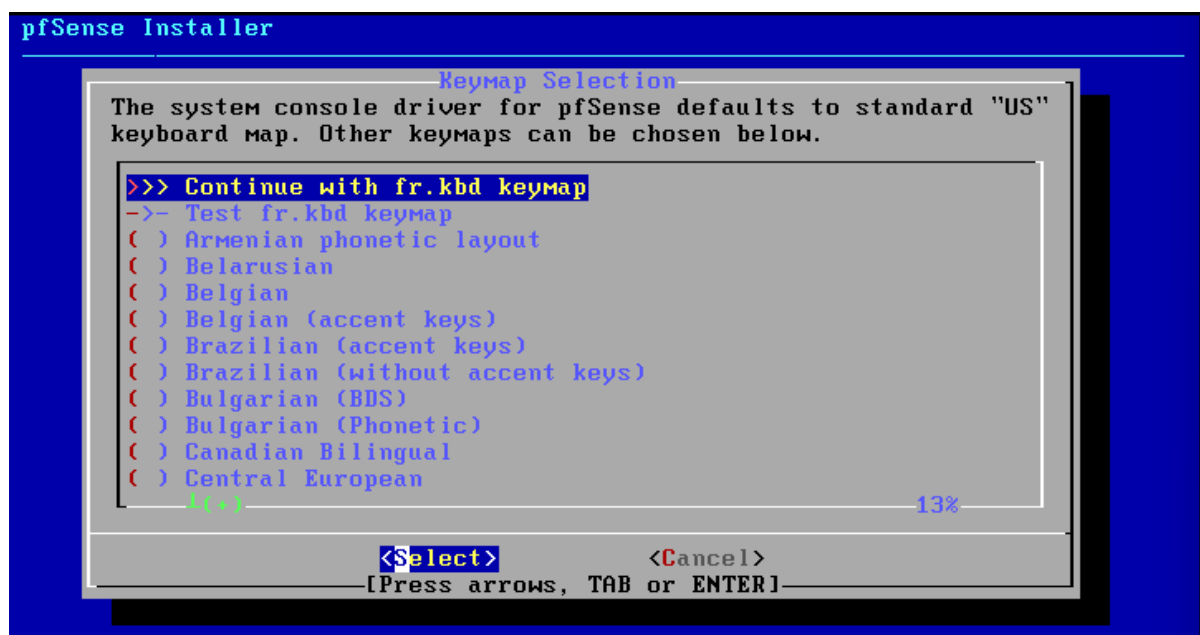 pfSense Installer
Keymap Selection
The system console driver for pfSense defaults to standard "US"
keyboard map. Other keymaps can be chosen below.
>>> Continue with fr.kbd keymap
->- Test fr.kbd keymap
( ) Armenian phonetic layout
( ) Belarusian
( ) Belgian
( ) Belgian (accent keys)
( ) Brazilian (accent keys)
( ) Brazilian (without accent keys)
( ) Bulgarian (BDS)
( ) Bulgarian (Phonetic)
( ) Canadian Bilingual
( ) Central European
┴(+) 13%
<Select> <Cancel>
[Press arrows, TAB or ENTER]